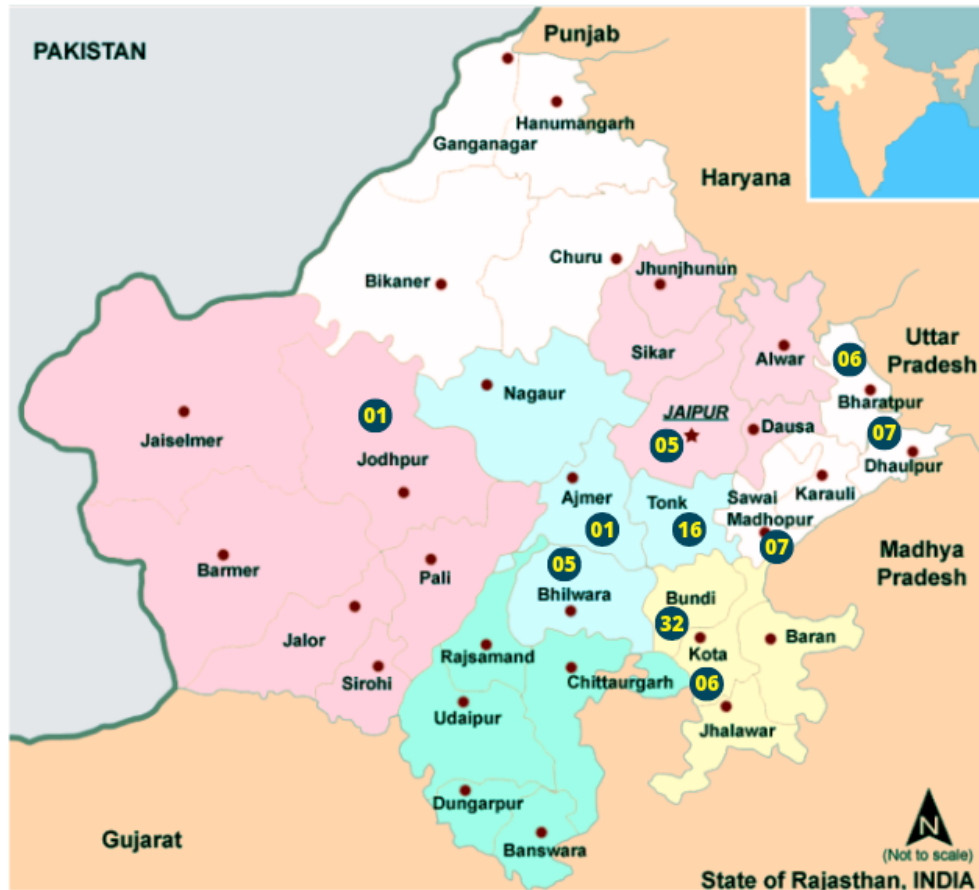 Punjab
PAKISTAN
Hanumangarh
Ganganagar
Haryana
Churu
Jhunjhunun
Bikaner
Uttar
Pradesh
Sikar
Alwar
06
Nagaur
Bharatpur
JAIPUR
01
Jaiselmer
Dausa
07
05
Jodhpur
Dhaulpur
Karauli
Ajmer
Tonk
Sawai
Madhopur
01
16
07
Madhya
Pradesh
Barmer
Pali
05
Bhilwara
Bundi
32
Jalor
Kota
Baran
Rajsamand
Sirohi
Chittaurgarh
06
Udaipur
Jhalawar
Dungarpur
Gujarat
Banswara
N
(Not to scale)
State of Rajasthan, INDIA